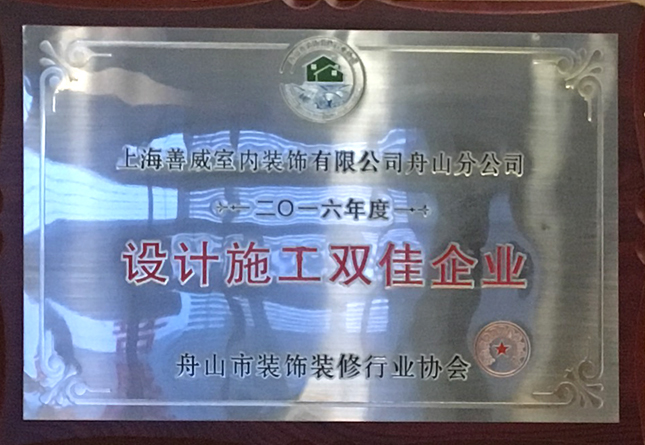 上海善威室内装饰有限公司舟山分公司
二〇一六年度
设计施工双佳企业
舟山市装饰装修行业协会